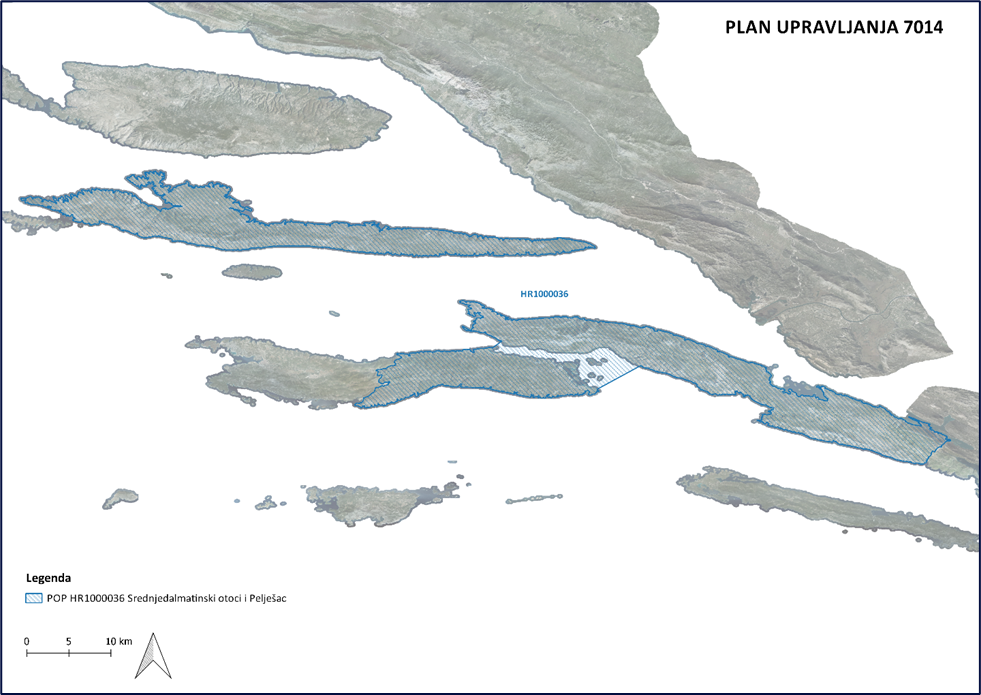 PLAN UPRAVLJANJA 7014
HR1000036
Legenda
POP HR1000036 Srednjedalmatinski otoci i Pelješac
0 5 10 km